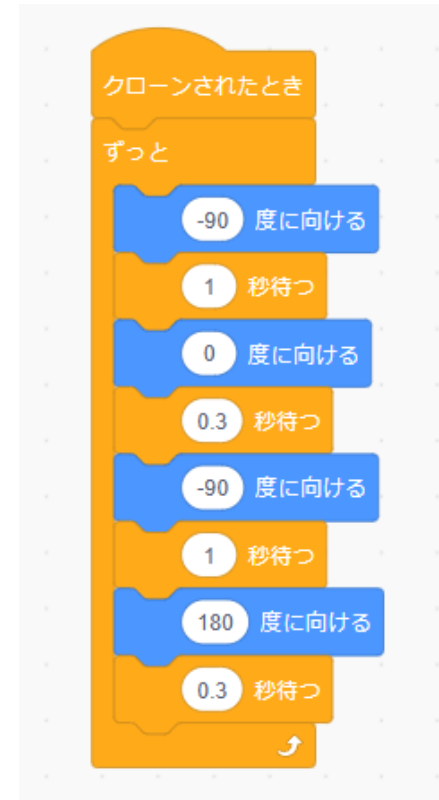 クローンされたとき
ずっと
-90 度に向ける
1 秒待つ
0 度に向ける
0.3 秒待つ
-90 度に向ける
1 秒待つ
180 度に向ける
0.3 秒待つ